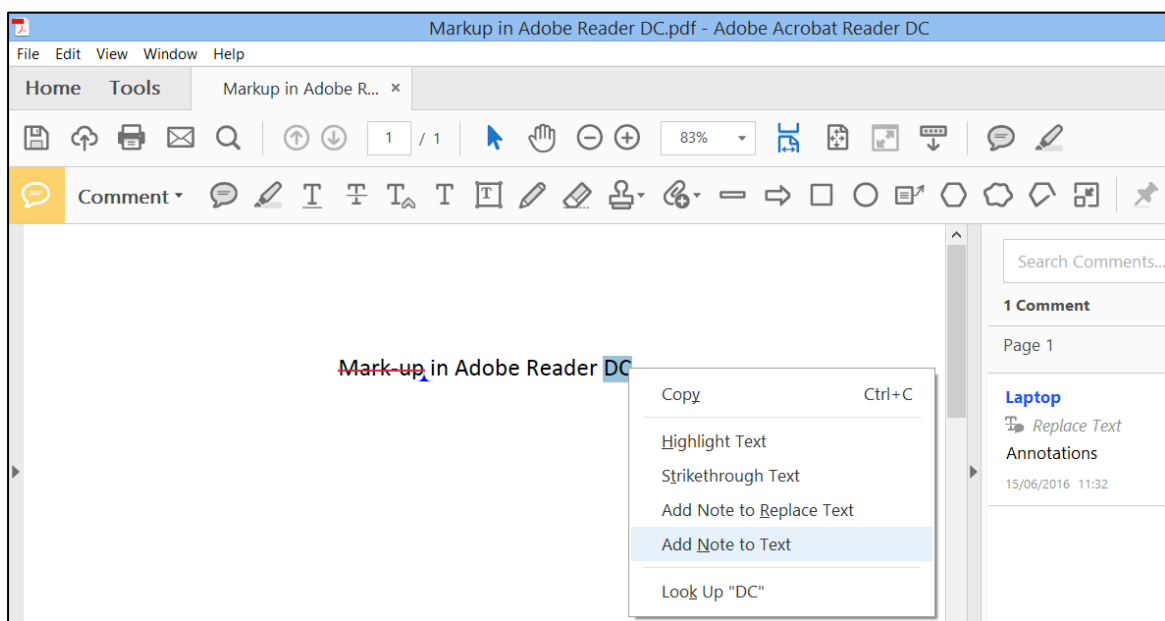 Markup in Adobe Reader DC.pdf - Adobe Acrobat Reader DC
File Edit View Window Help
Home Tools Markup in Adobe R... ×
1 / 1 83%
Comment
Search Comments...
1 Comment
Page 1
Mark-up in Adobe Reader DC
Copy Ctrl+C
Highlight Text
Strikethrough Text
Add Note to Replace Text
Add Note to Text
Look Up "DC"
Laptop
Replace Text
Annotations
15/06/2016 11:32